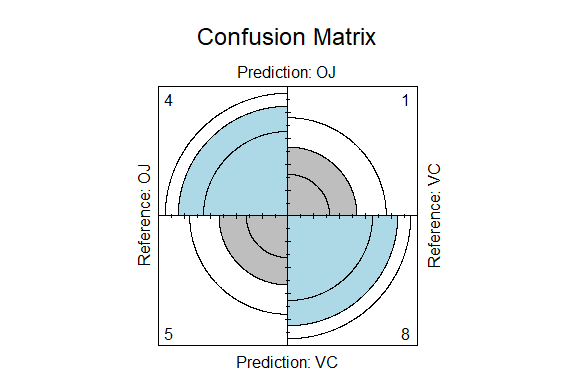 Confusion Matrix
Prediction: OJ
4
1
Reference: OJ
Reference: VC
5
8
Prediction: VC